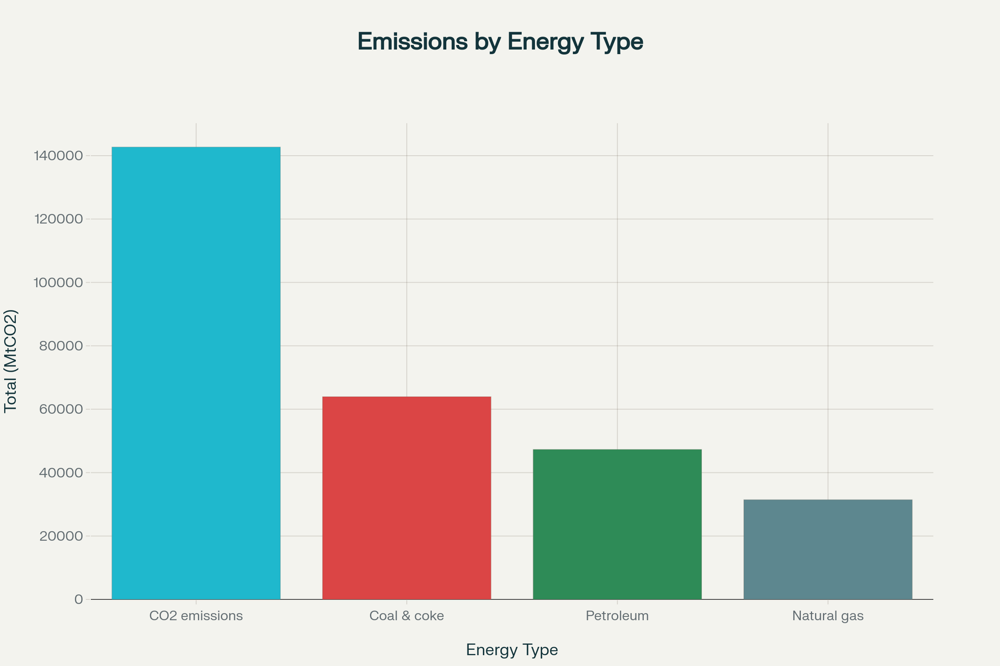 Emissions by Energy Type
Total (MtCO2)
140000
120000
100000
80000
60000
40000
20000
0
CO2 emissions
Coal & coke
Petroleum
Natural gas
Energy Type